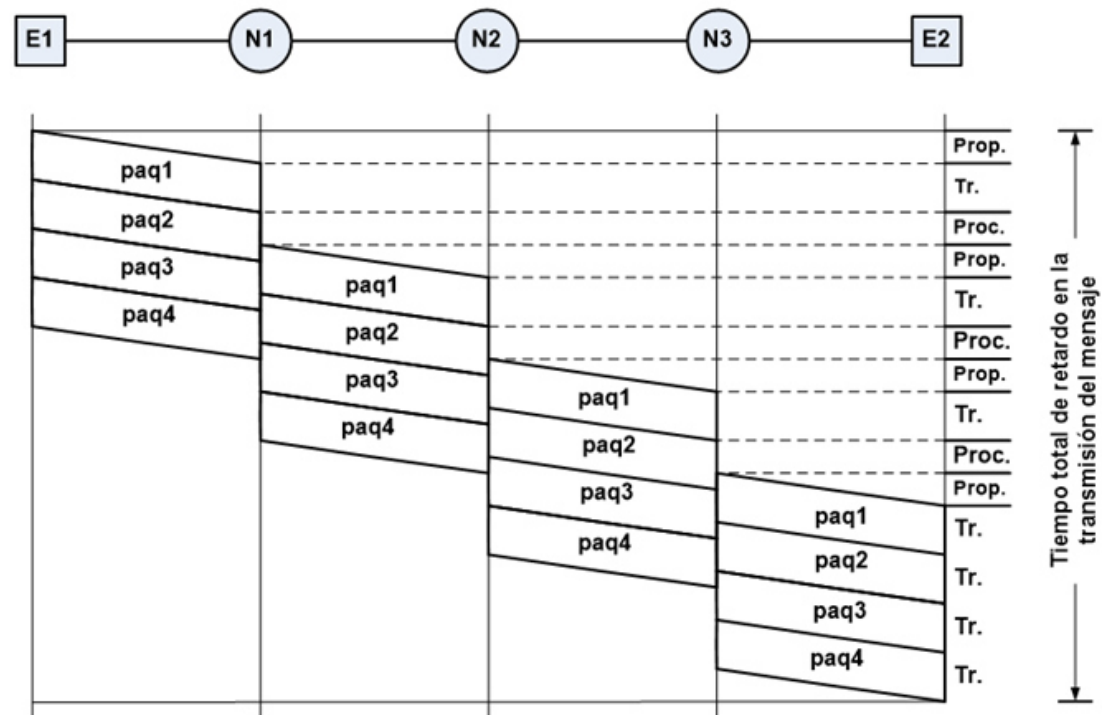 E1 N1 N2 N3 E2
Prop.
paq1
Tr.
paq2
Proc.
paq3
Prop.
paq1
Tr.
paq4
paq2
Proc.
paq3
Prop.
paq1
Tr.
paq4
paq2
Proc.
paq3
Prop.
paq1
Tr.
paq4
paq2
Tr.
paq3
Tr.
paq4
Tr.
Tiempo total de retardo en la
transmisión del mensaje